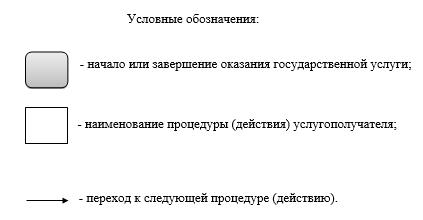 Условные обозначения:
- начало или завершение оказания государственной услуги;
- наименование процедуры (действия) услугополучателя;
- переход к следующей процедуре (действию).